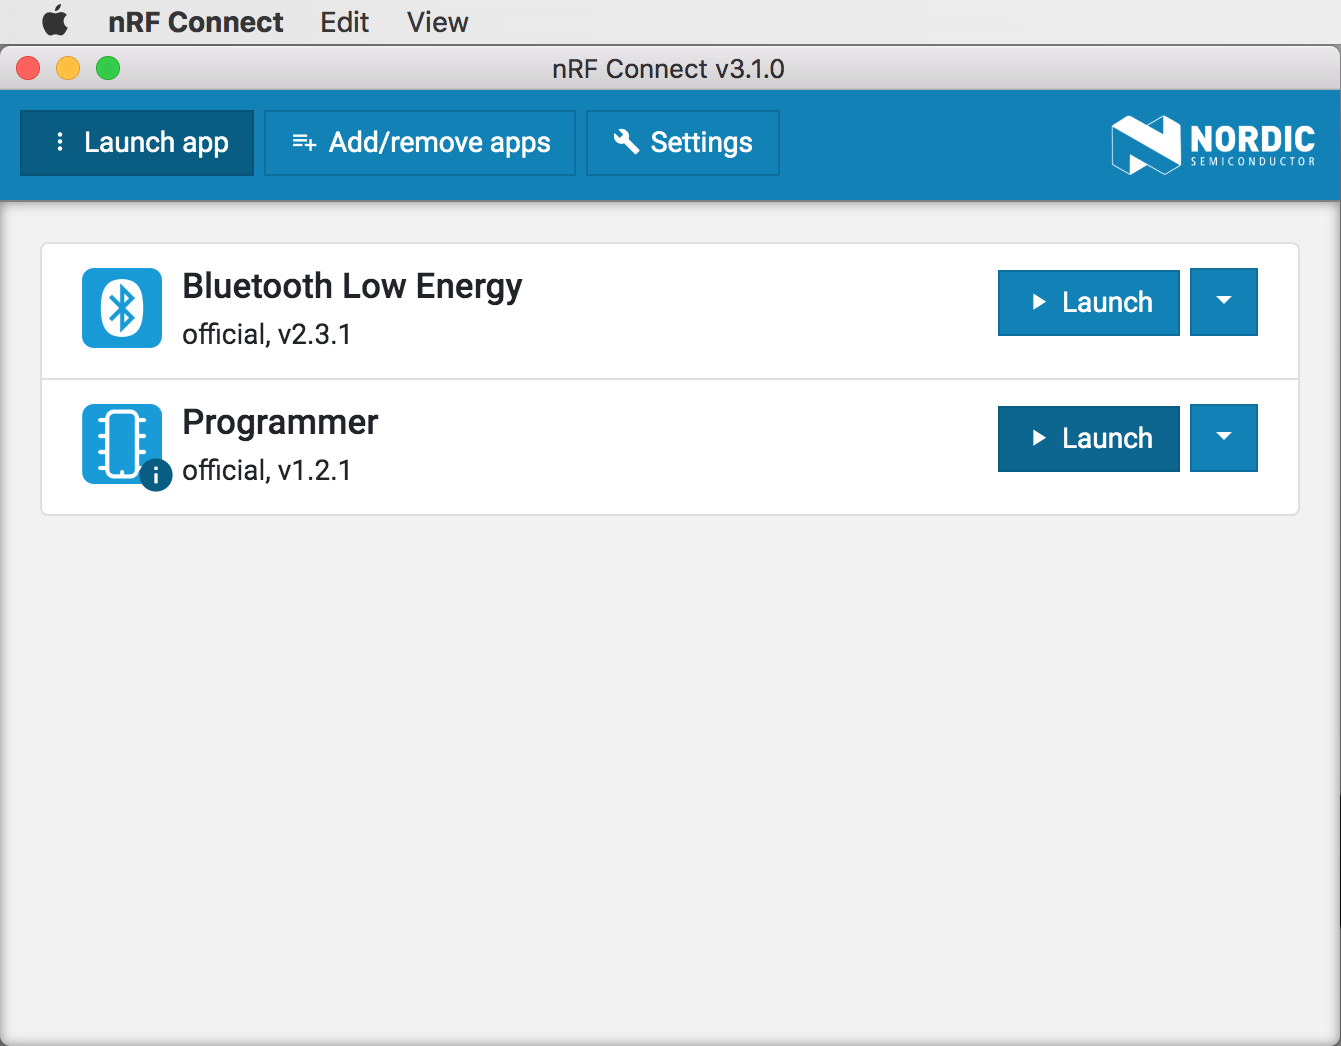 nRF Connect Edit View
nRF Connect v3.1.0
Launch app Add/remove apps Settings
NORDIC
SEMICONDUCTOR
Bluetooth Low Energy
official, v2.3.1
Launch
Programmer
i
official, v1.2.1
Launch